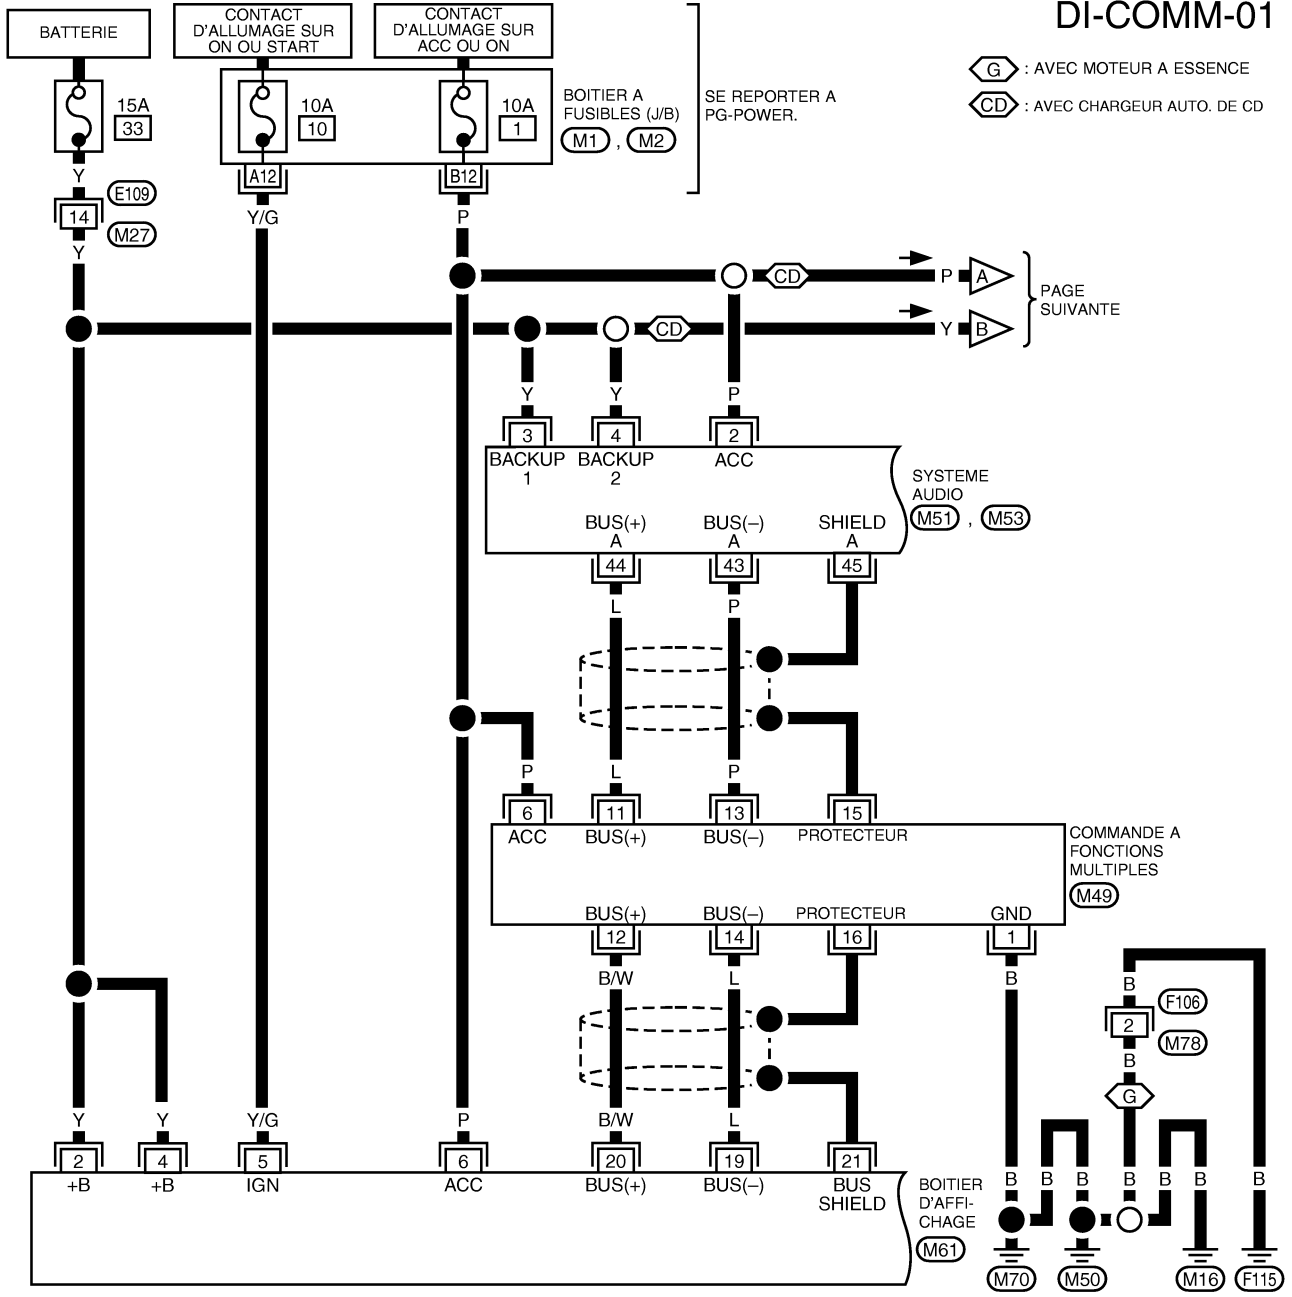 DI-COMM-01
BATTERIE
CONTACT
D'ALLUMAGE SUR
ON OU START
CONTACT
D'ALLUMAGE SUR
ACC OU ON
G : AVEC MOTEUR A ESSENCE
CD : AVEC CHARGEUR AUTO. DE CD
15A
33
10A
10
10A
1
BOITIER A
FUSIBLES (J/B)
M1 , M2
SE REPORTER A
PG-POWER.
Y
A12
B12
E109
14
M27
Y/G
P
Y
CD
P
A
CD
Y
B
PAGE
SUIVANTE
Y
Y
P
3
4
2
BACKUP
1
BACKUP
2
ACC
SYSTEME
AUDIO
M51 , M53
BUS(+)
A
BUS(–)
A
SHIELD
A
44
43
45
L
P
P
L
P
6
11
13
15
ACC
BUS(+)
BUS(–)
PROTECTEUR
COMMANDE A
FONCTIONS
MULTIPLES
M49
BUS(+)
BUS(–)
PROTECTEUR
GND
12
14
16
1
B/W
L
B
B
F106
2
M78
B
G
Y
Y
Y/G
P
B/W
L
2
4
5
6
20
19
21
+B
+B
IGN
ACC
BUS(+)
BUS(–)
BUS
SHIELD
BOITIER
D'AFFI-
CHAGE
M61
B
B
B
B
B
B
B
M70
M50
M16
F115